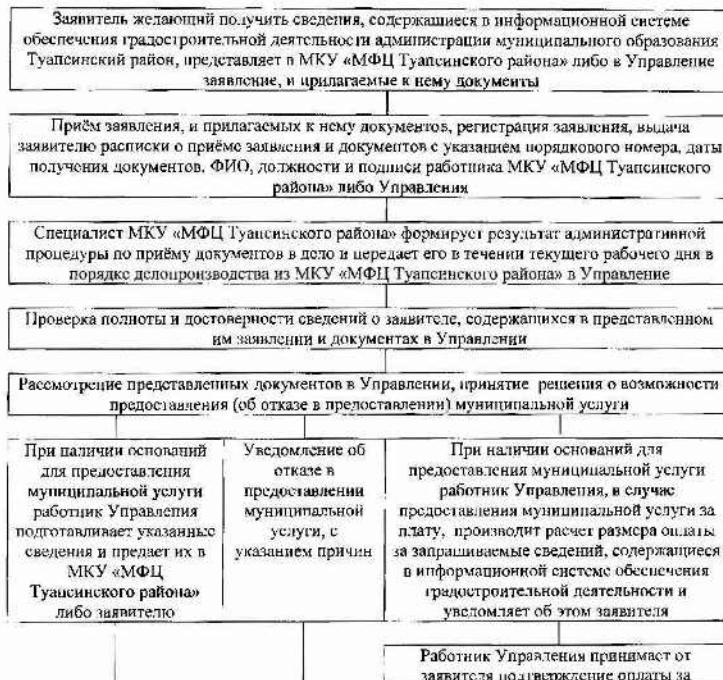 Заявитель желающий получить сведения, содержащиеся в информационной системе
обеспечения градостроительной деятельности администрации муниципального образования
Туапсинский район, представляет в МКУ «МФЦ Туапсинского района» либо в Управление
заявление, и прилагаемые к нему документы
Приём заявления, и прилагаемых к нему документов, регистрация заявления, выдача
заявителю расписки о приёме заявления и документов с указанием порядкового номера, даты
получения документов, ФИО, должности и подписи работника МКУ «МФЦ Туапсинского
района» либо Управления
Специалист МКУ «МФЦ Туапсинского района» формирует результат административной
процедуры по приёму документов в дело и передает его в течении текущего рабочего дня в
порядке делопроизводства из МКУ «МФЦ Туапсинского района» в Управление
Проверка полноты и достоверности сведений о заявителе, содержащихся в представленном
им заявлении и документах в Управлении
Рассмотрение представленных документов в Управлении, принятие решения о возможности
предоставления (об отказе в предоставлении) муниципальной услуги
При наличии оснований
для предоставления
муниципальной услуги
работник Управления
подготавливает указанные
сведения и предает их в
МКУ «МФЦ
Туапсинского района»
либо заявителю
Уведомление об
отказе в
предоставлении
муниципальной
услуги, с
указанием причин
При наличии оснований для
предоставления муниципальной услуги
работник Управления, в случае
предоставления муниципальной услуги за
плату, производит расчет размера оплаты
за запрашиваемые сведений, содержащиеся
в информационной системе обеспечения
градостроительной деятельности и
уведомляет об этом заявителя
Работник Управления принимает от
заявителя подтверждение оплаты за